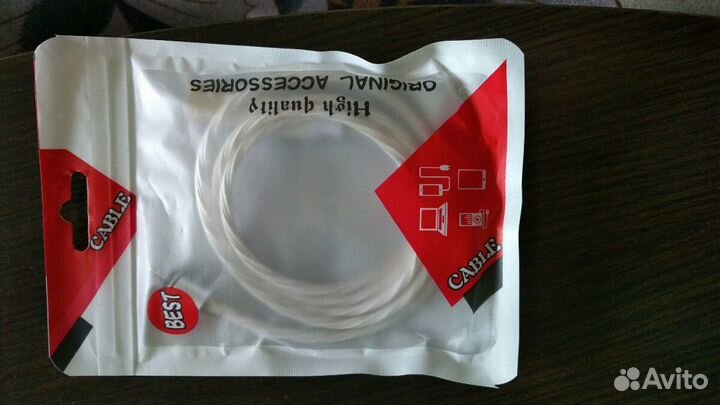 High quality
ORIGINAL ACCESSORIES
CABLE
CABLE
BEST
Avito